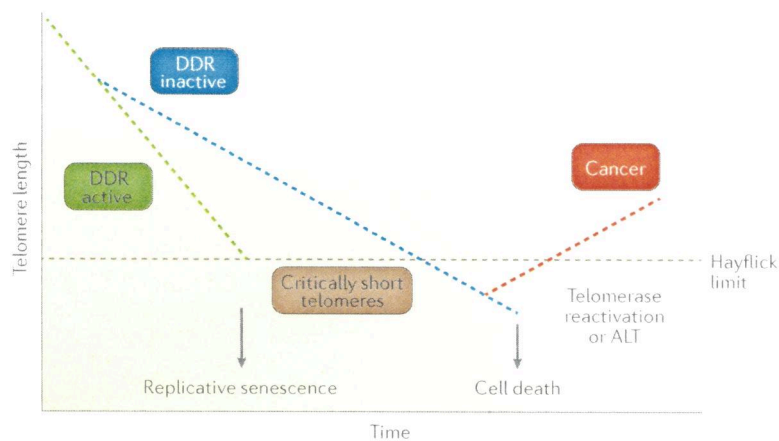 DDR
inactive
Cancer
DDR
active
Telomere length
Hayflick
limit
Critically short
telomeres
Telomerase
reactivation
or ALT
Replicative senescence
Cell death
Time